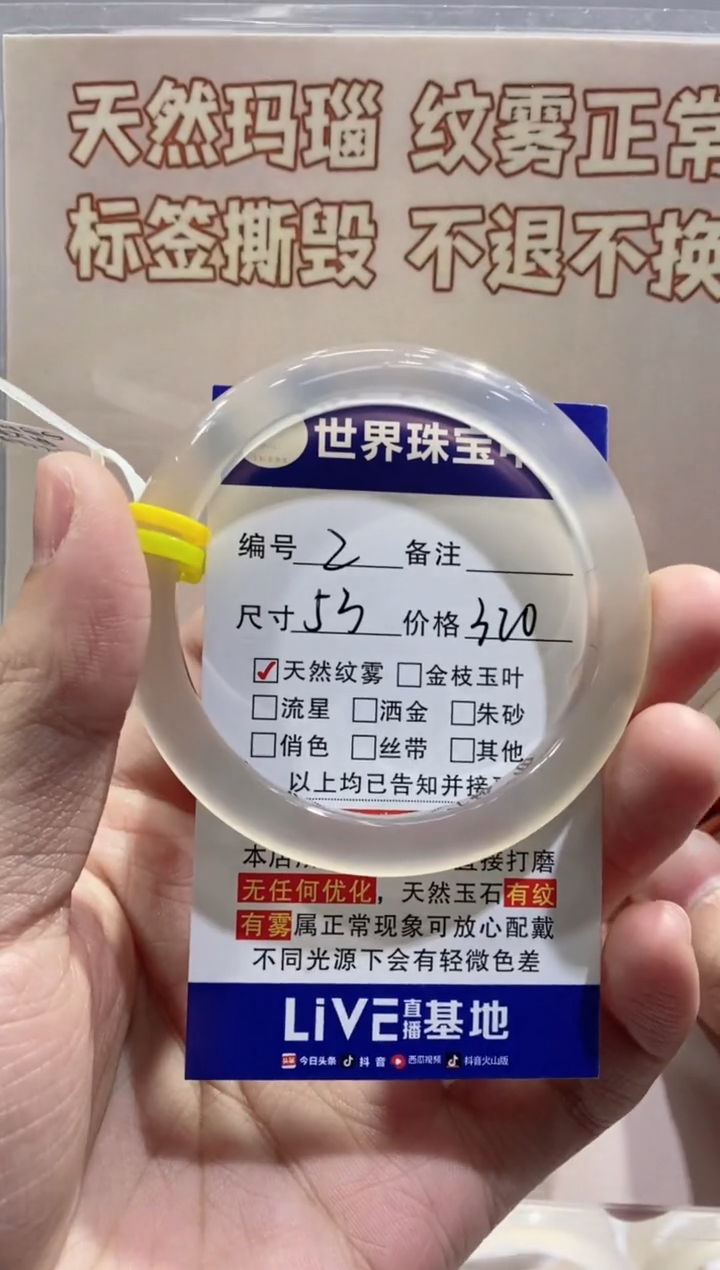 天然玛瑙 纹雾正常
标签撕毁 不退不换
世界珠宝
编号 2 备注
尺寸 53 价格 320
☑天然纹雾 ☐金枝玉叶
☐流星 ☐洒金 ☐朱砂
☐俏色 ☐丝带 ☐其他
以上均已告知并接
本店 直接打磨
无任何优化，天然玉石有纹
有雾属正常现象可放心配戴
不同光源下会有轻微色差
LiVE直播基地
头条 今日头条 抖音 西瓜视频 抖音火山版